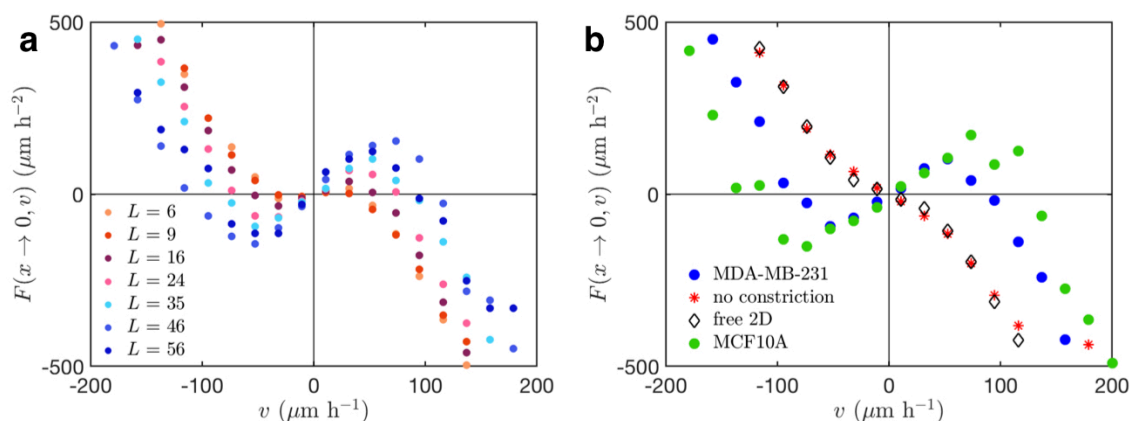 a
500
0
-500
F(x → 0, v) (μm h⁻²)
L = 6
L = 9
L = 16
L = 24
L = 35
L = 46
L = 56
-200
-100
0
100
200
v (μm h⁻¹)
b
500
0
-500
F(x → 0, v) (μm h⁻²)
MDA-MB-231
no constriction
free 2D
MCF10A
-200
-100
0
100
200
v (μm h⁻¹)